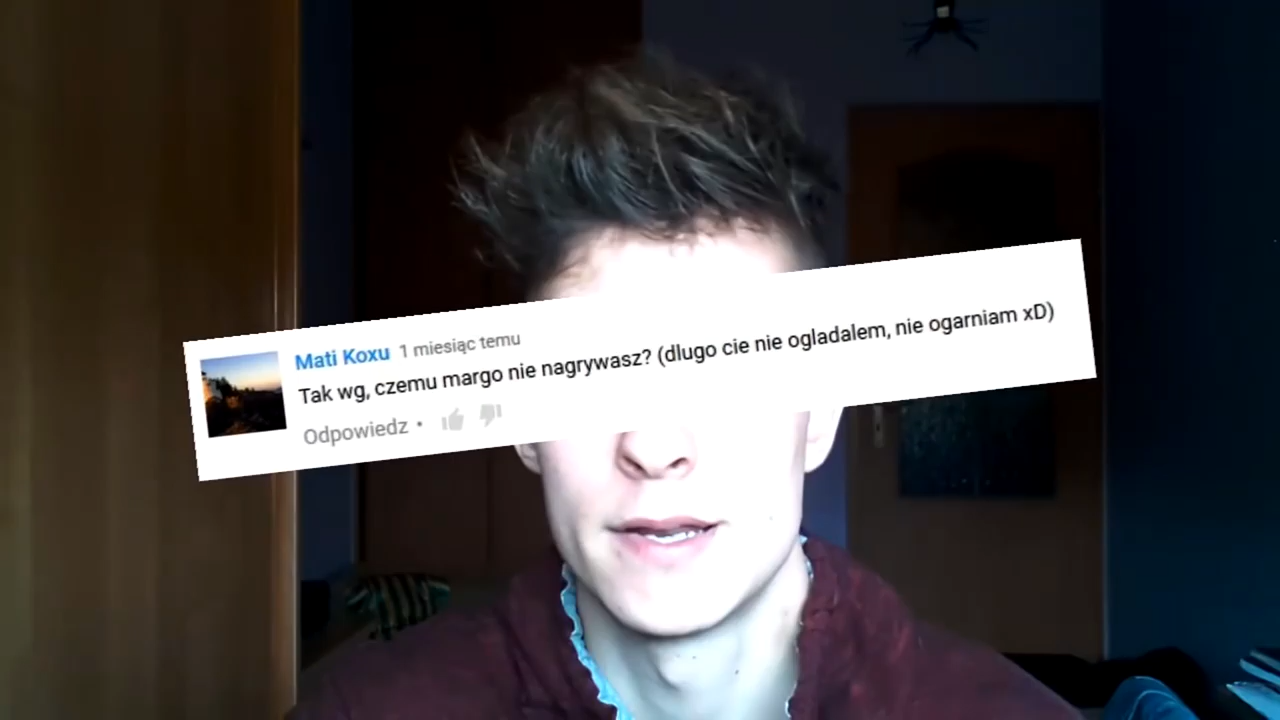 Mati Koxu 1 miesiąc temu
Tak wg, czemu margo nie nagrywasz? (dlugo cie nie ogladalem, nie ogarniam xD)
Odpowiedz •